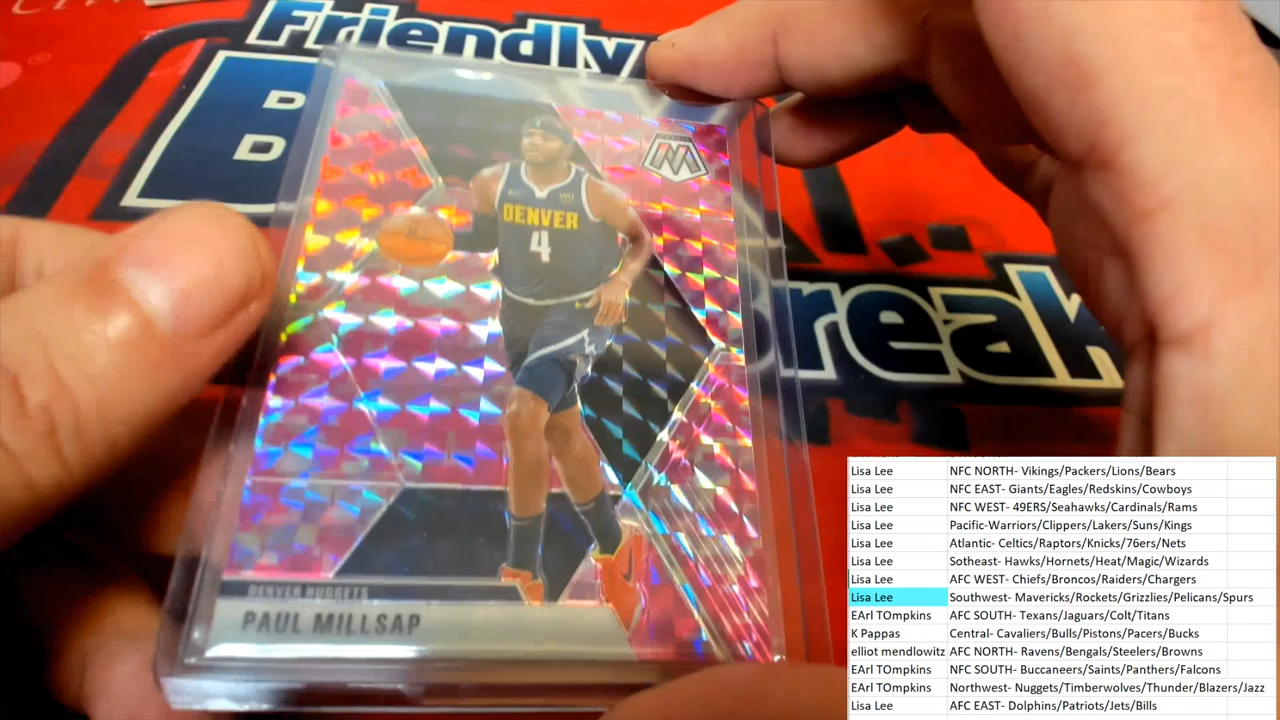 Friendly
D
D
Break
MOSAIC
DENVER
4
DENVER NUGGETS
PAUL MILLSAP
Lisa Lee NFC NORTH- Vikings/Packers/Lions/Bears
Lisa Lee NFC EAST- Giants/Eagles/Redskins/Cowboys
Lisa Lee NFC WEST- 49ERS/Seahawks/Cardinals/Rams
Lisa Lee Pacific-Warriors/Clippers/Lakers/Suns/Kings
Lisa Lee Atlantic- Celtics/Raptors/Knicks/76ers/Nets
Lisa Lee Sotheast- Hawks/Hornets/Heat/Magic/Wizards
Lisa Lee AFC WEST- Chiefs/Broncos/Raiders/Chargers
Lisa Lee Southwest- Mavericks/Rockets/Grizzlies/Pelicans/Spurs
EArl TOmpkins AFC SOUTH- Texans/Jaguars/Colt/Titans
K Pappas Central- Cavaliers/Bulls/Pistons/Pacers/Bucks
elliot mendlowitz AFC NORTH- Ravens/Bengals/Steelers/Browns
EArl TOmpkins NFC SOUTH- Buccaneers/Saints/Panthers/Falcons
EArl TOmpkins Northwest- Nuggets/Timberwolves/Thunder/Blazers/Jazz
Lisa Lee AFC EAST- Dolphins/Patriots/Jets/Bills